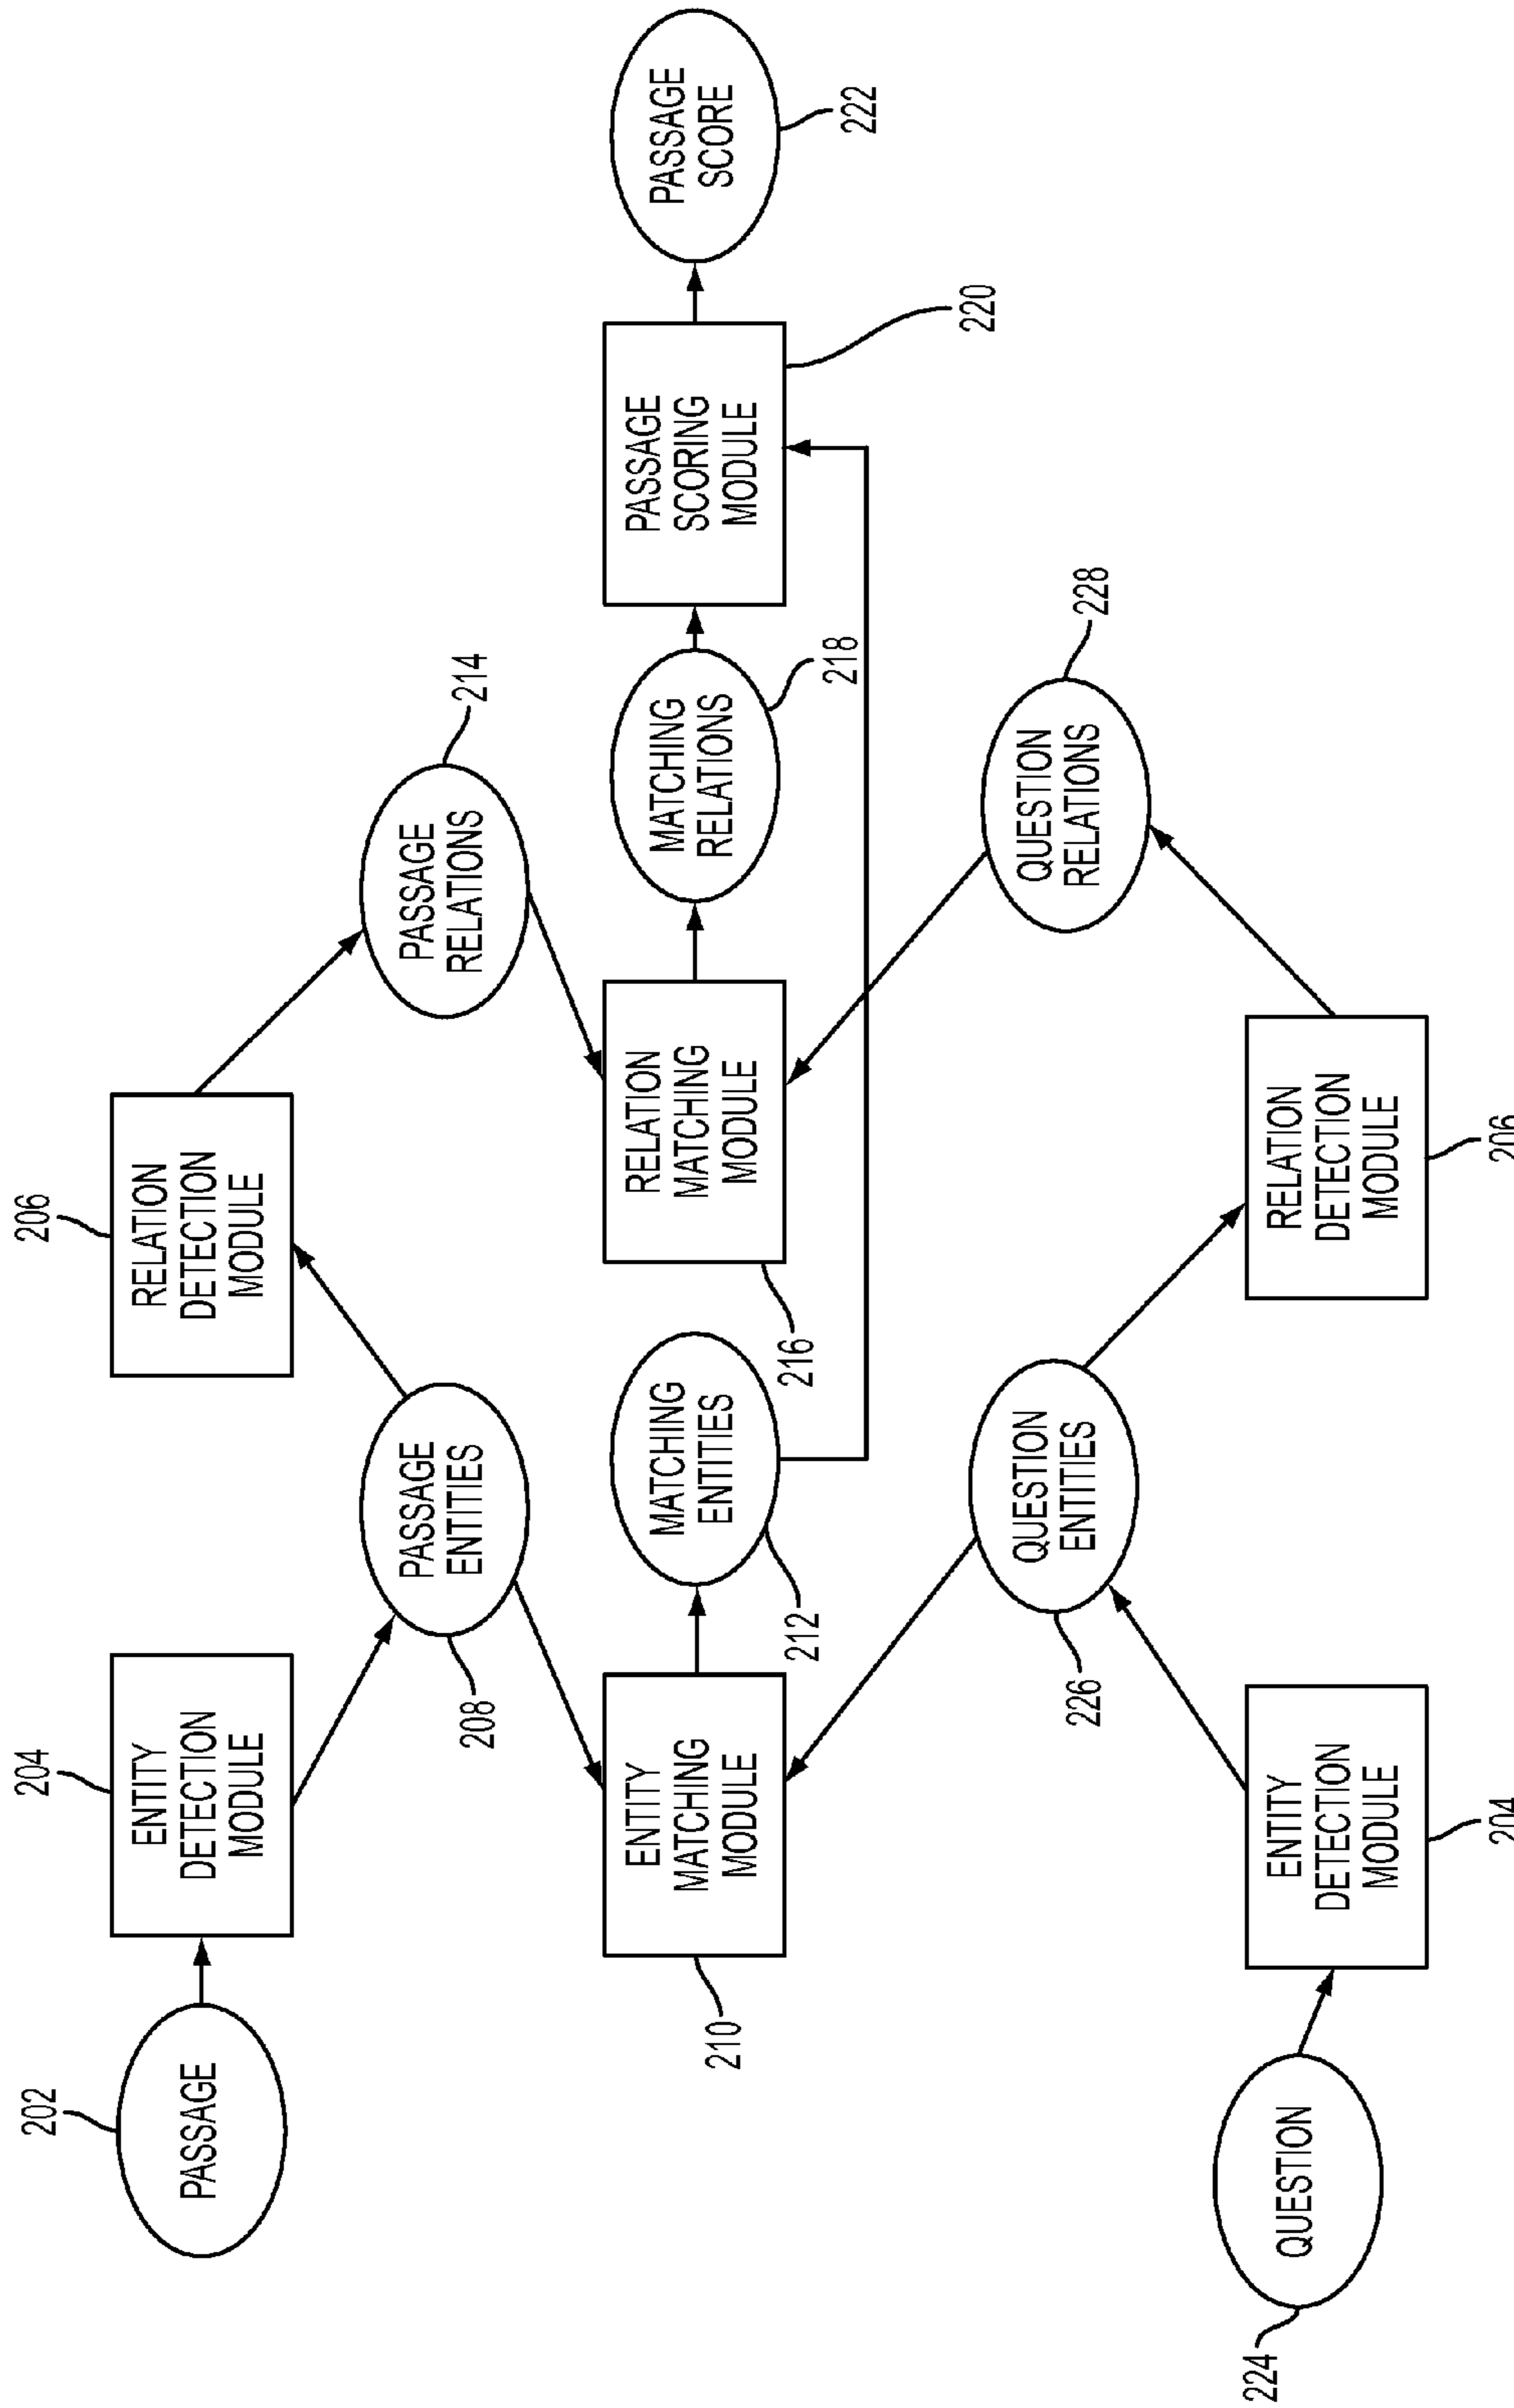 202
PASSAGE
204
ENTITY
DETECTION
MODULE
206
RELATION
DETECTION
MODULE
208
PASSAGE
ENTITIES
214
PASSAGE
RELATIONS
210
ENTITY
MATCHING
MODULE
212
MATCHING
ENTITIES
216
RELATION
MATCHING
MODULE
218
MATCHING
RELATIONS
220
PASSAGE
SCORING
MODULE
222
PASSAGE
SCORE
226
QUESTION
ENTITIES
228
QUESTION
RELATIONS
224
QUESTION
204
ENTITY
DETECTION
MODULE
206
RELATION
DETECTION
MODULE